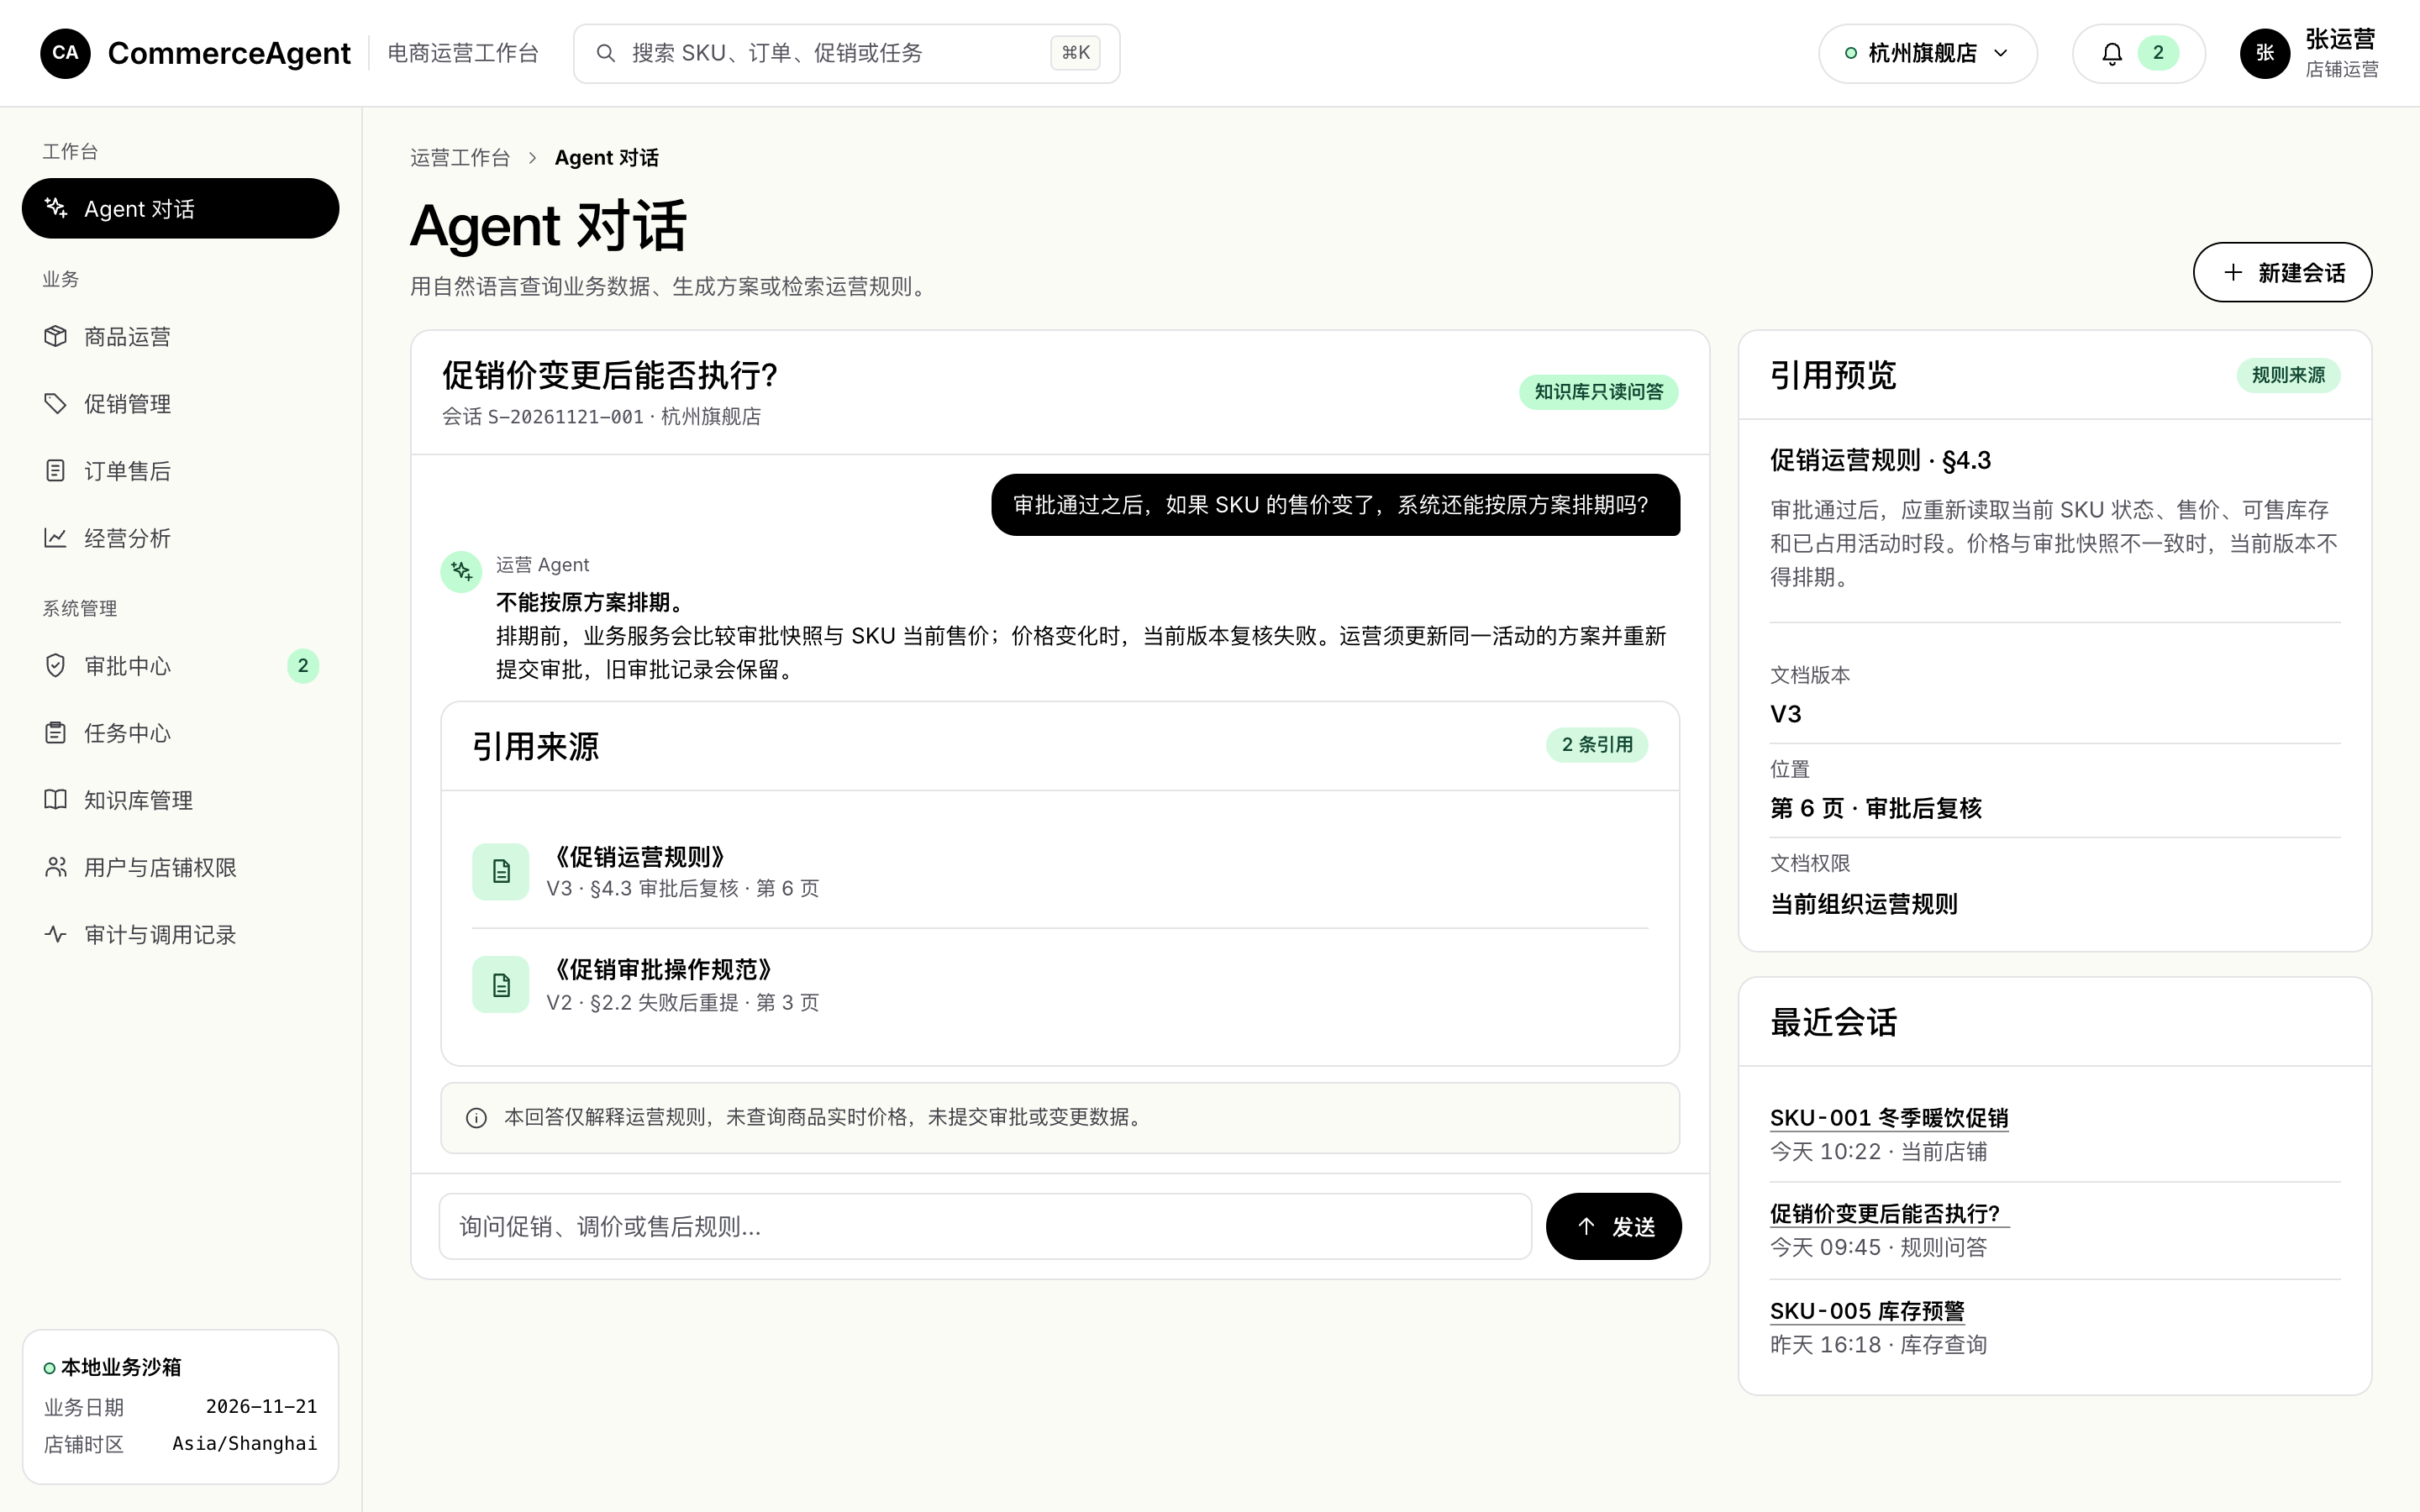 CA
CommerceAgent
电商运营工作台
搜索 SKU、订单、促销或任务
⌘K
杭州旗舰店
2
张
张运营
店铺运营
工作台
Agent 对话
业务
商品运营
促销管理
订单售后
经营分析
系统管理
审批中心
2
任务中心
知识库管理
用户与店铺权限
审计与调用记录
本地业务沙箱
业务日期
2026-11-21
店铺时区
Asia/Shanghai
运营工作台
Agent 对话
Agent 对话
用自然语言查询业务数据、生成方案或检索运营规则。
新建会话
促销价变更后能否执行？
会话 S-20261121-001 · 杭州旗舰店
知识库只读问答
审批通过之后，如果 SKU 的售价变了，系统还能按原方案排期吗？
运营 Agent
不能按原方案排期。
排期前，业务服务会比较审批快照与 SKU 当前售价；价格变化时，当前版本复核失败。运营须更新同一活动的方案并重新
提交审批，旧审批记录会保留。
引用来源
2 条引用
《促销运营规则》
V3 · §4.3 审批后复核 · 第 6 页
《促销审批操作规范》
V2 · §2.2 失败后重提 · 第 3 页
本回答仅解释运营规则，未查询商品实时价格，未提交审批或变更数据。
询问促销、调价或售后规则...
发送
引用预览
规则来源
促销运营规则 · §4.3
审批通过后，应重新读取当前 SKU 状态、售价、可售库存
和已占用活动时段。价格与审批快照不一致时，当前版本不
得排期。
文档版本
V3
位置
第 6 页 · 审批后复核
文档权限
当前组织运营规则
最近会话
SKU-001 冬季暖饮促销
今天 10:22 · 当前店铺
促销价变更后能否执行？
今天 09:45 · 规则问答
SKU-005 库存预警
昨天 16:18 · 库存查询